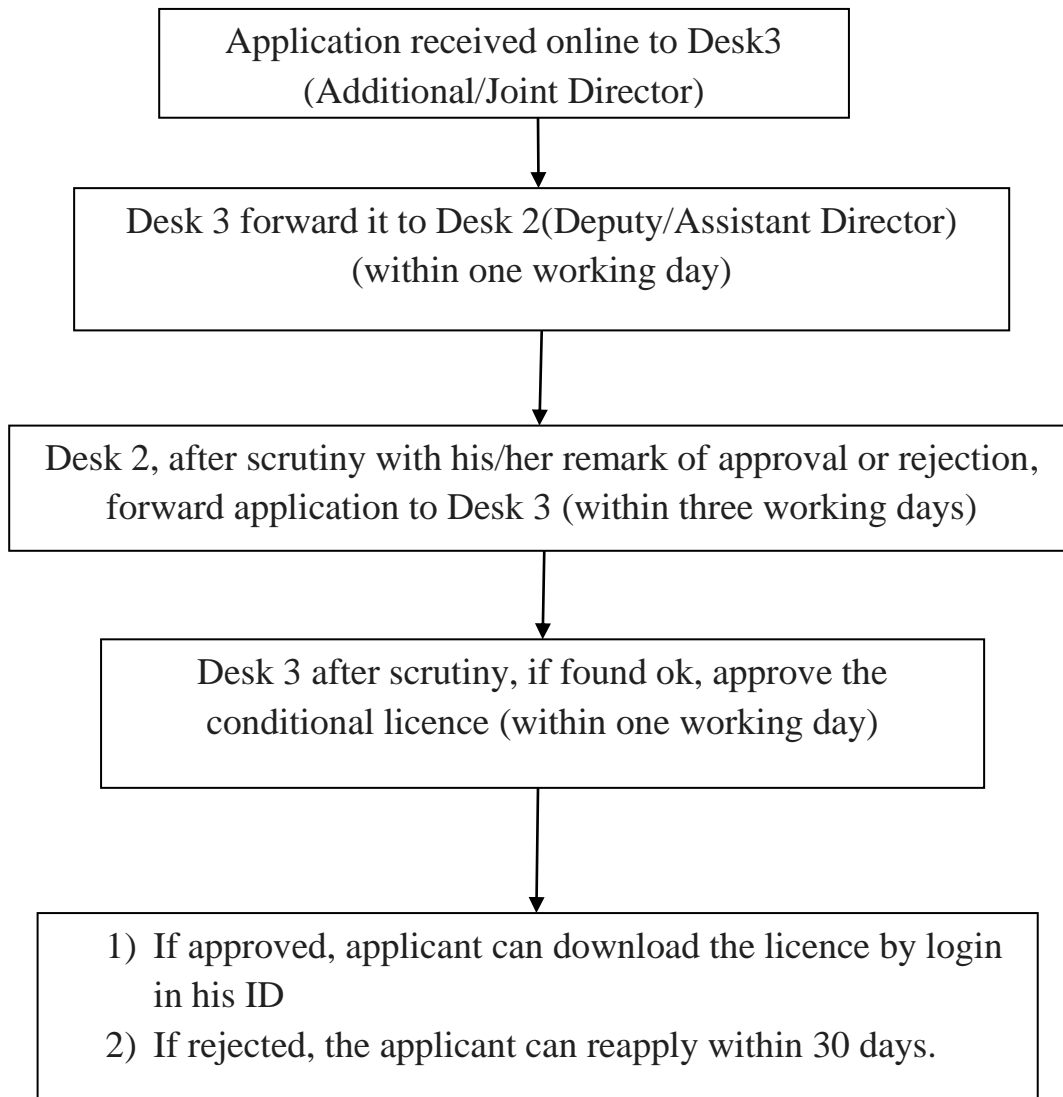 Application received online to Desk3
(Additional/Joint Director)
Desk 3 forward it to Desk 2(Deputy/Assistant Director)
(within one working day)
Desk 2, after scrutiny with his/her remark of approval or rejection,
forward application to Desk 3 (within three working days)
Desk 3 after scrutiny, if found ok, approve the
conditional licence (within one working day)
1) If approved, applicant can download the licence by login
in his ID
2) If rejected, the applicant can reapply within 30 days.